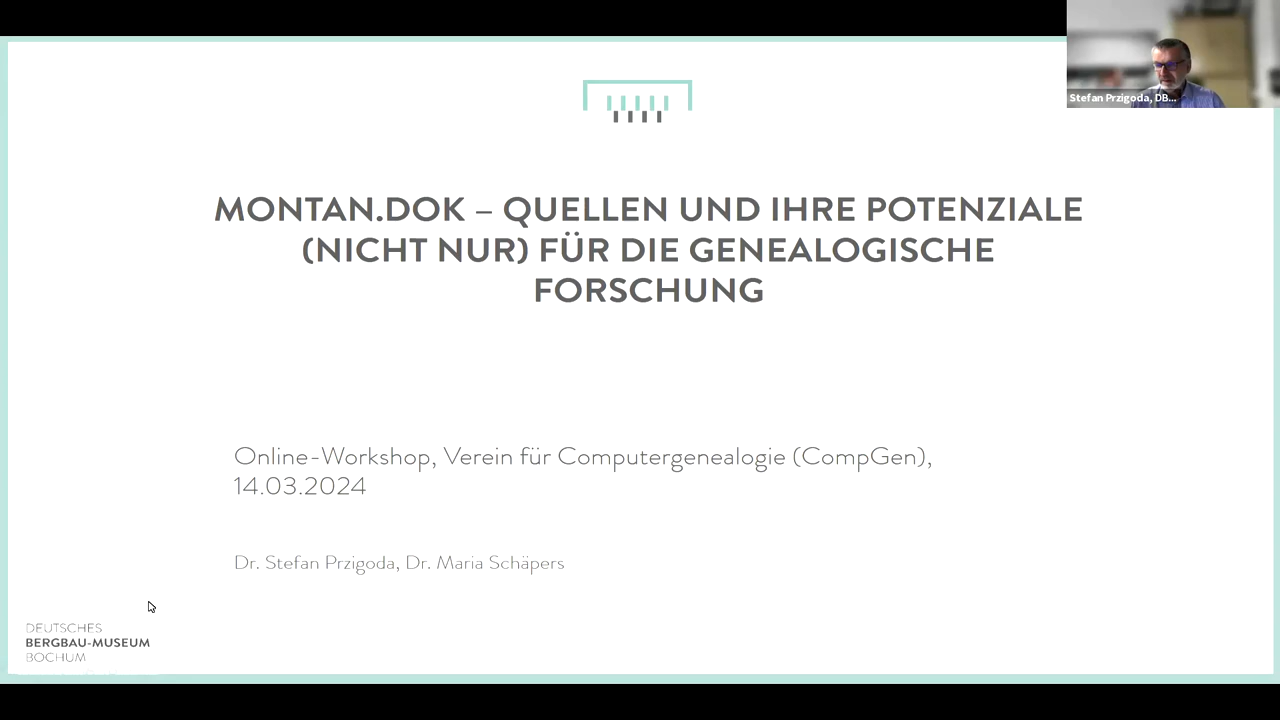 Stefan Przigoda, DB...
MONTAN.DOK – QUELLEN UND IHRE POTENZIALE
(NICHT NUR) FÜR DIE GENEALOGISCHE
FORSCHUNG
Online-Workshop, Verein für Computergenealogie (CompGen),
14.03.2024
Dr. Stefan Przigoda, Dr. Maria Schäpers
DEUTSCHES
BERGBAU-MUSEUM
BOCHUM